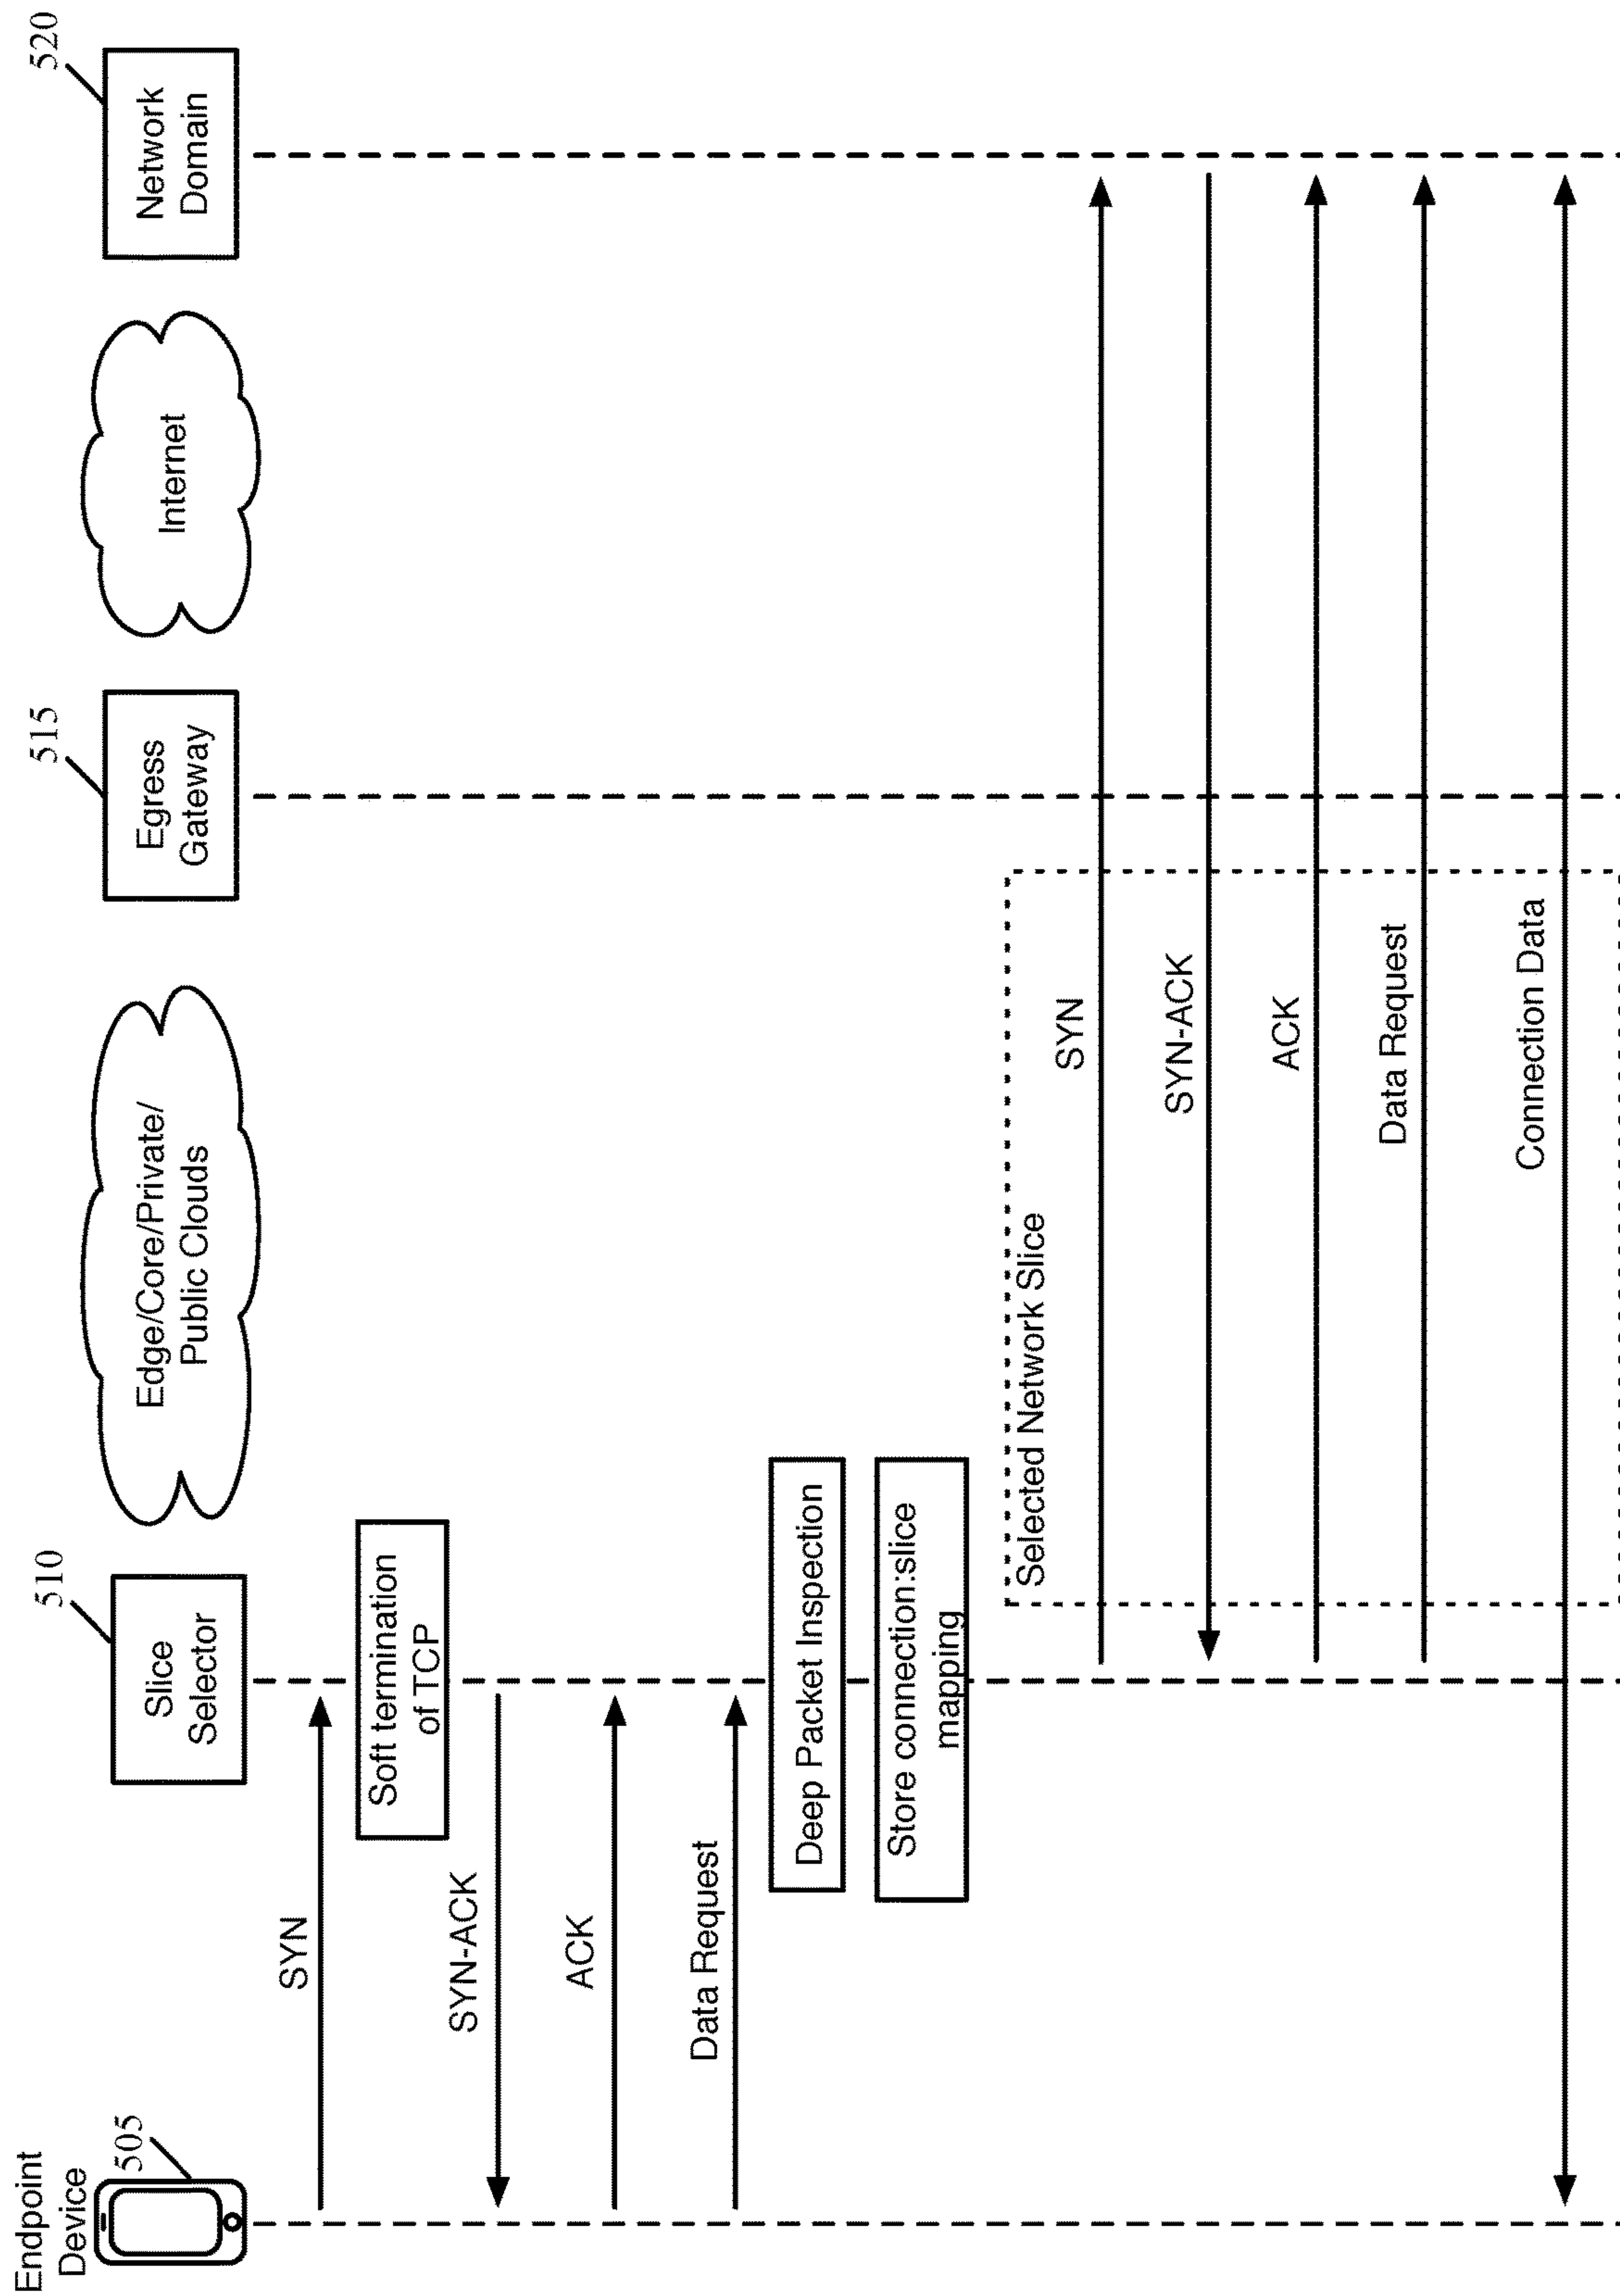 Endpoint
Device
505
510
Slice
Selector
Edge/Core/Private/
Public Clouds
515
Egress
Gateway
Internet
520
Network
Domain
SYN
Soft termination
of TCP
SYN-ACK
ACK
Data Request
Deep Packet Inspection
Store connection:slice
mapping
Selected Network Slice
SYN
SYN-ACK
ACK
Data Request
Connection Data